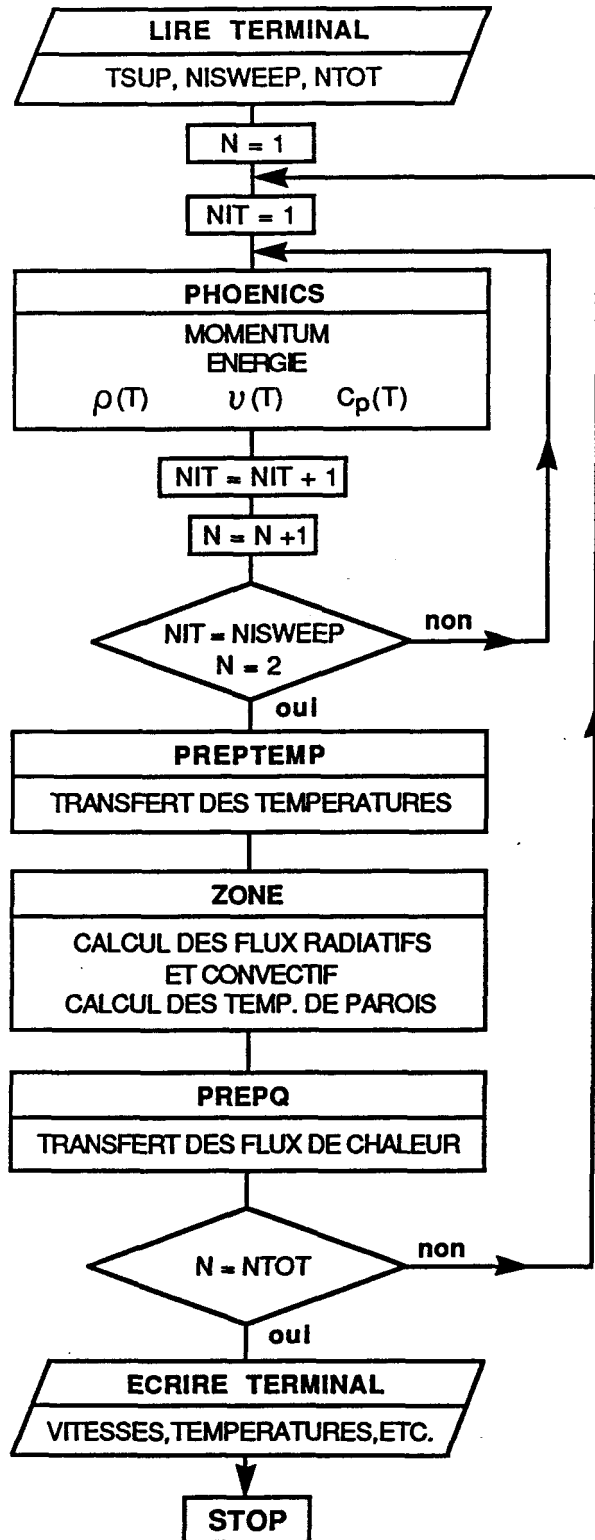 LIRE TERMINAL
TSUP, NISWEEP, NTOT
N = 1
NIT = 1
PHOENICS
MOMENTUM
ENERGIE
ρ(T) υ(T) Cp(T)
NIT = NIT + 1
N = N +1
NIT = NISWEEP
N = 2
non
oui
PREPTEMP
TRANSFERT DES TEMPERATURES
ZONE
CALCUL DES FLUX RADIATIFS
ET CONVECTIF
CALCUL DES TEMP. DE PAROIS
PREPQ
TRANSFERT DES FLUX DE CHALEUR
N = NTOT
non
oui
ECRIRE TERMINAL
VITESSES,TEMPERATURES,ETC.
STOP